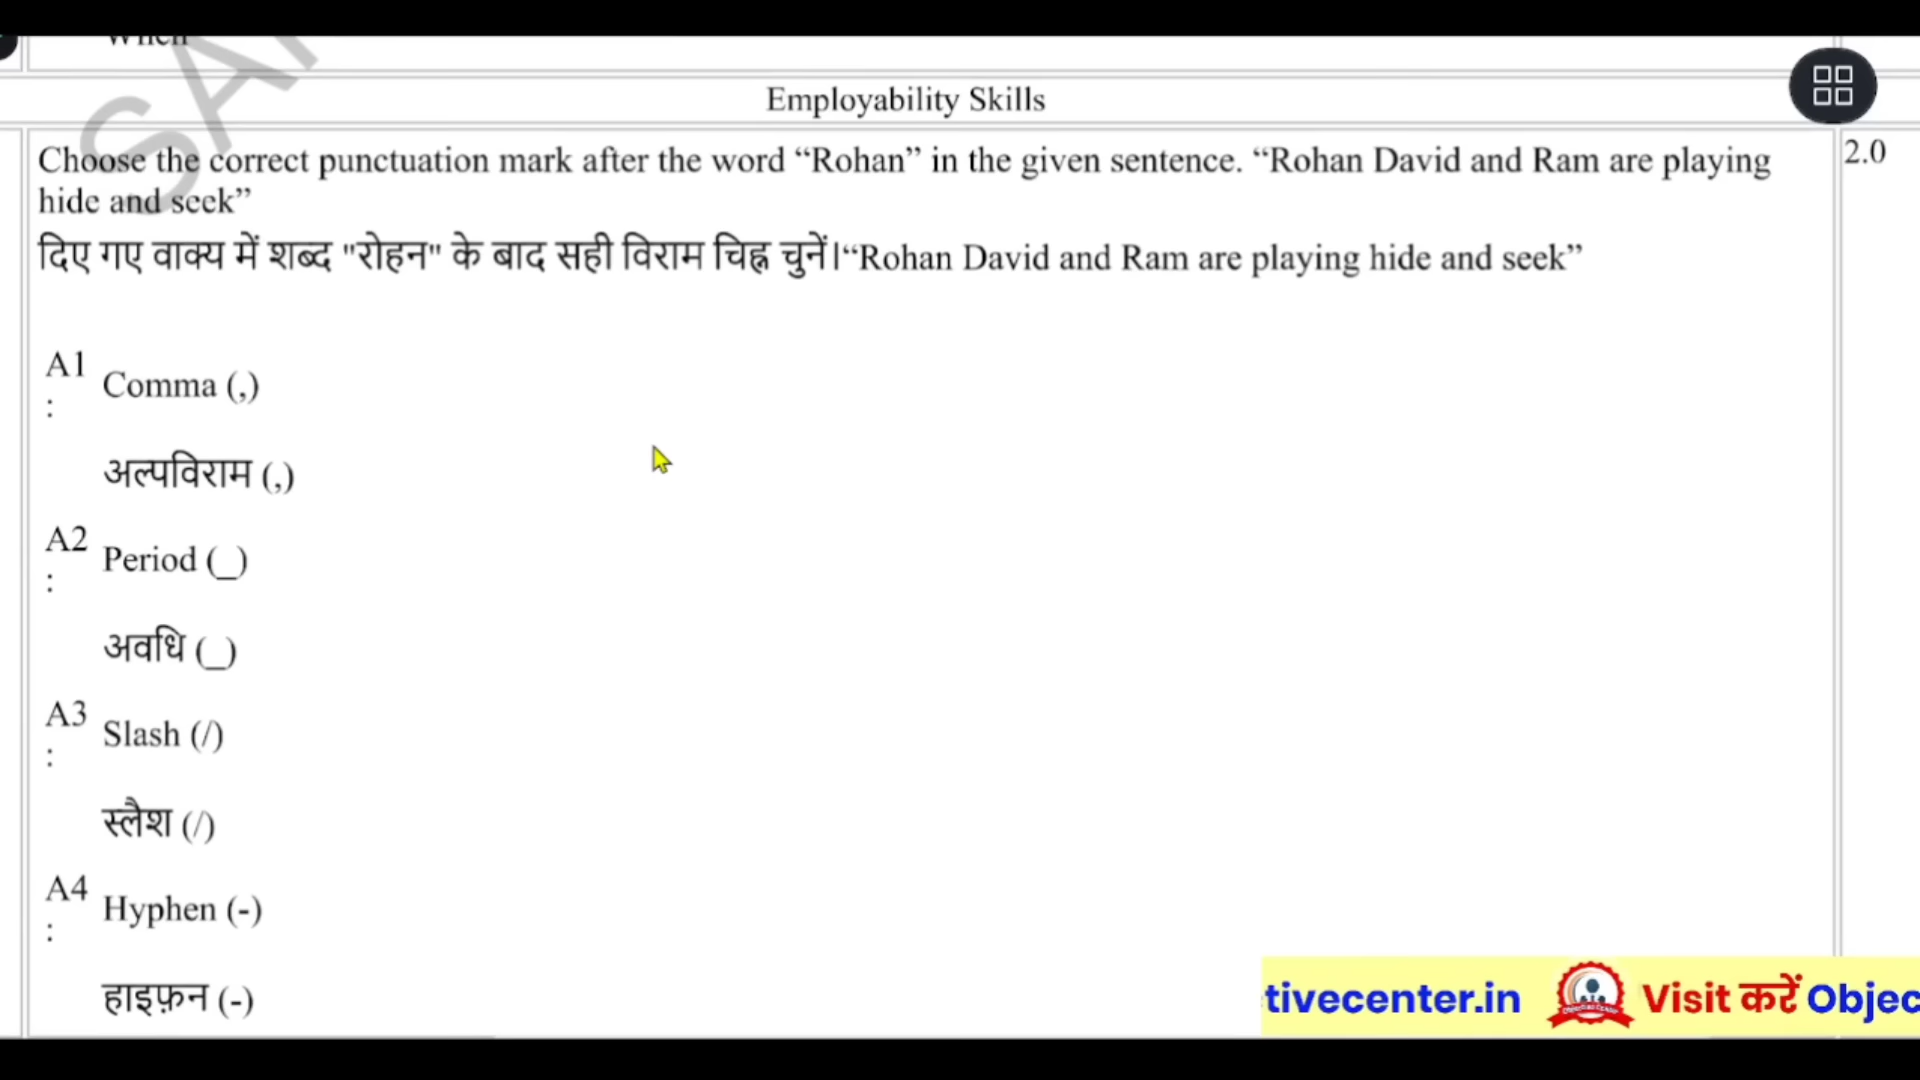 When
Employability Skills
Choose the correct punctuation mark after the word “Rohan” in the given sentence. “Rohan David and Ram are playing
2.0
hide and seek”
दिए गए वाक्य में शब्द "रोहन" के बाद सही विराम चिह्न चुनें।“Rohan David and Ram are playing hide and seek”
A1
: Comma (,)
अल्पविराम (,)
A2
: Period (_)
अवधि (_)
A3
: Slash (/)
स्लैश (/)
A4
: Hyphen (-)
हाइफ़न (-)
tivecenter.in Visit करें Objec